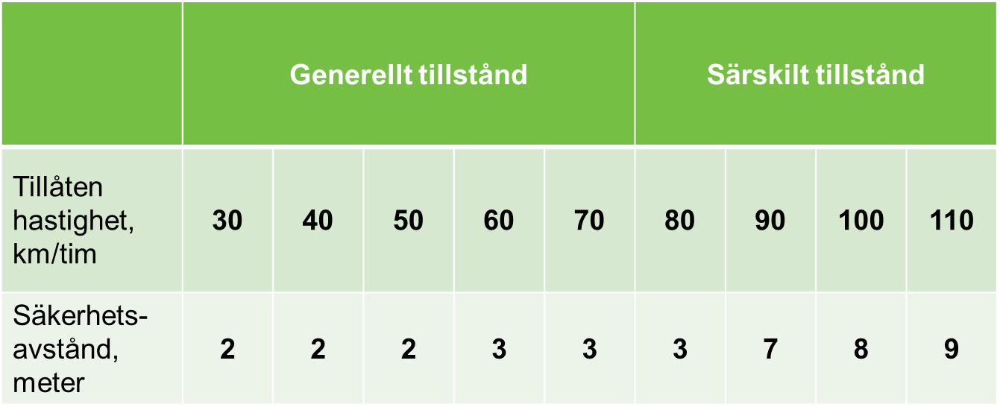 Generellt tillstånd Särskilt tillstånd
Tillåten
hastighet,
km/tim
30 40 50 60 70 80 90 100 110
Säkerhets-
avstånd,
meter
2 2 2 3 3 3 7 8 9